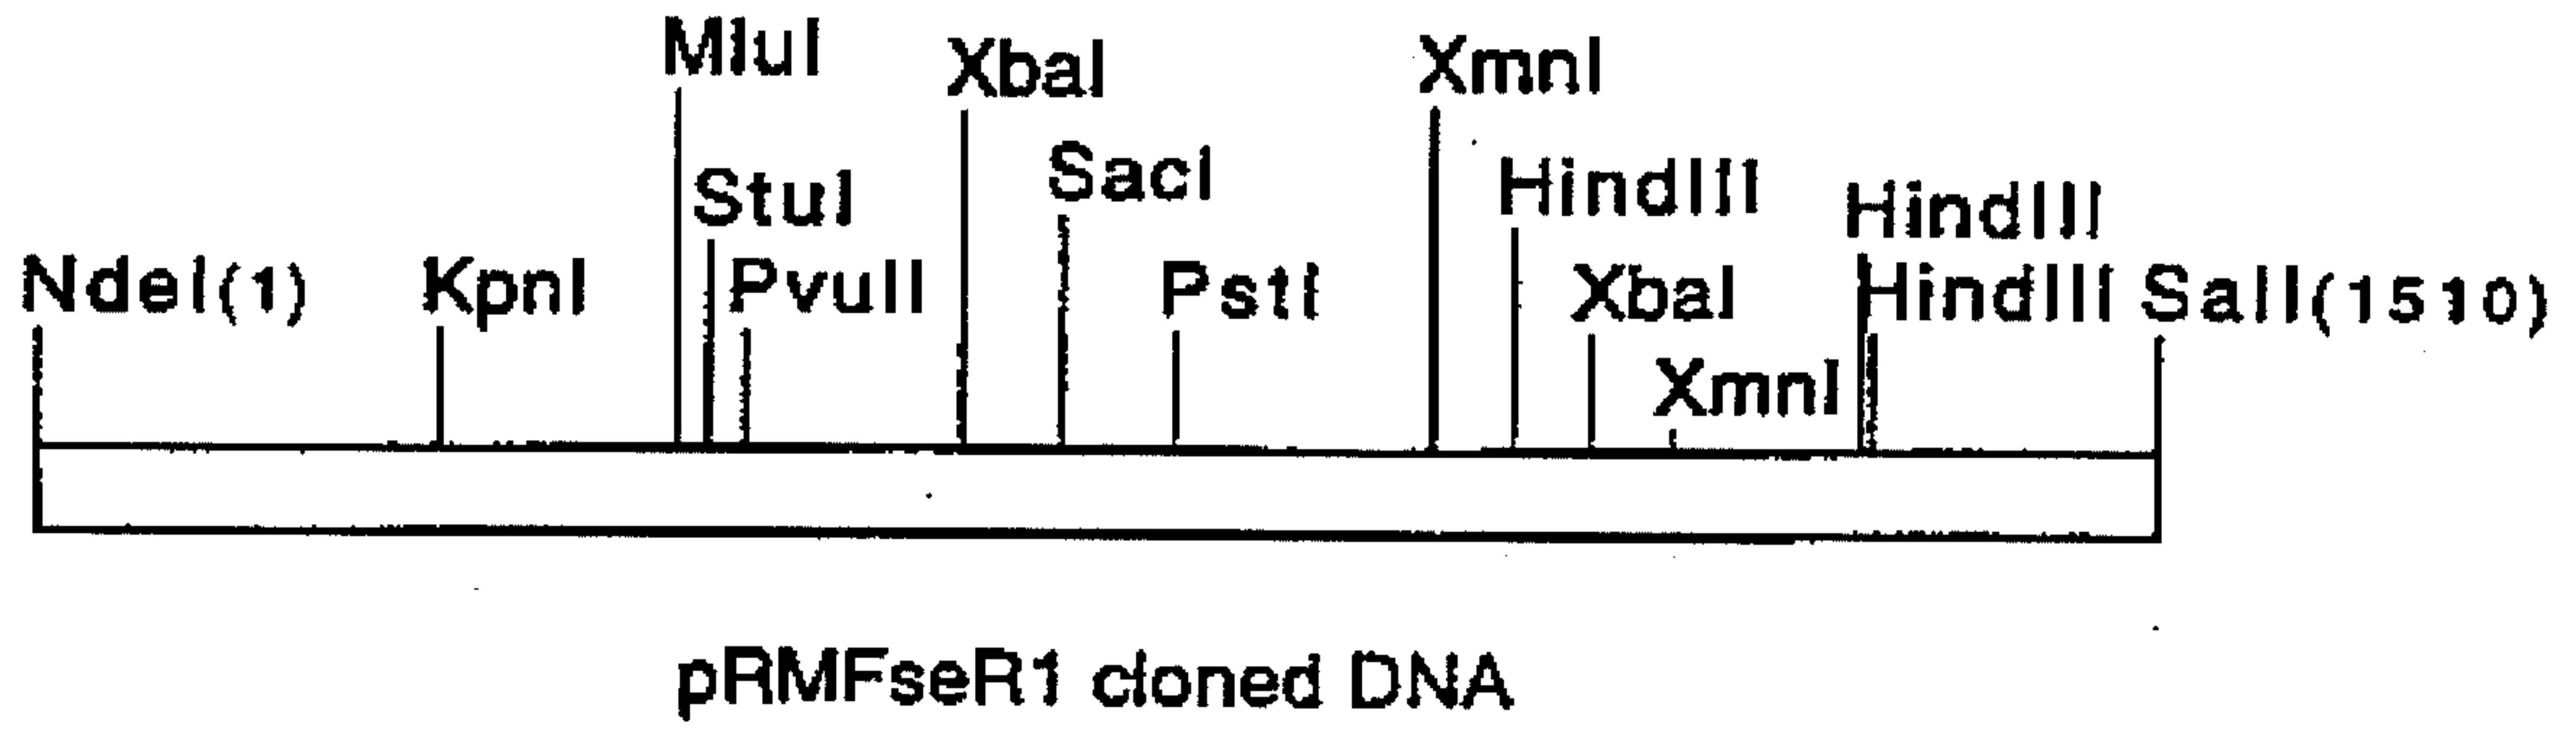 MluI
XbaI
XmnI
SacI
HindIII
StuI
HindIII
NdeI(1)
KpnI
PvuII
PstI
XbaI
HindIII
SalI(1510)
XmnI
pRMFseR1 cloned DNA